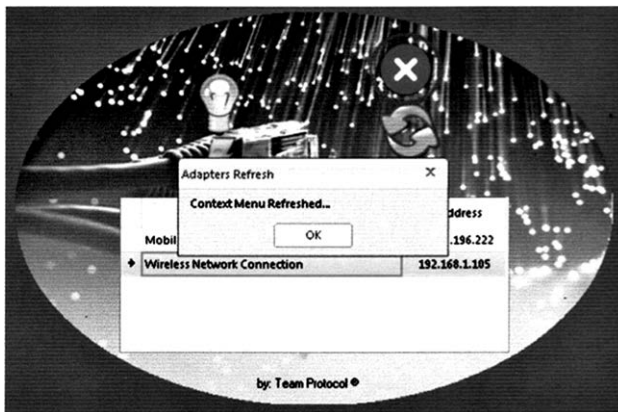 Adapters Refresh
Context Menu Refreshed...
OK
ddress
Mobil
.196.222
Wireless Network Connection
192.168.1.105
by: Team Protocol ®